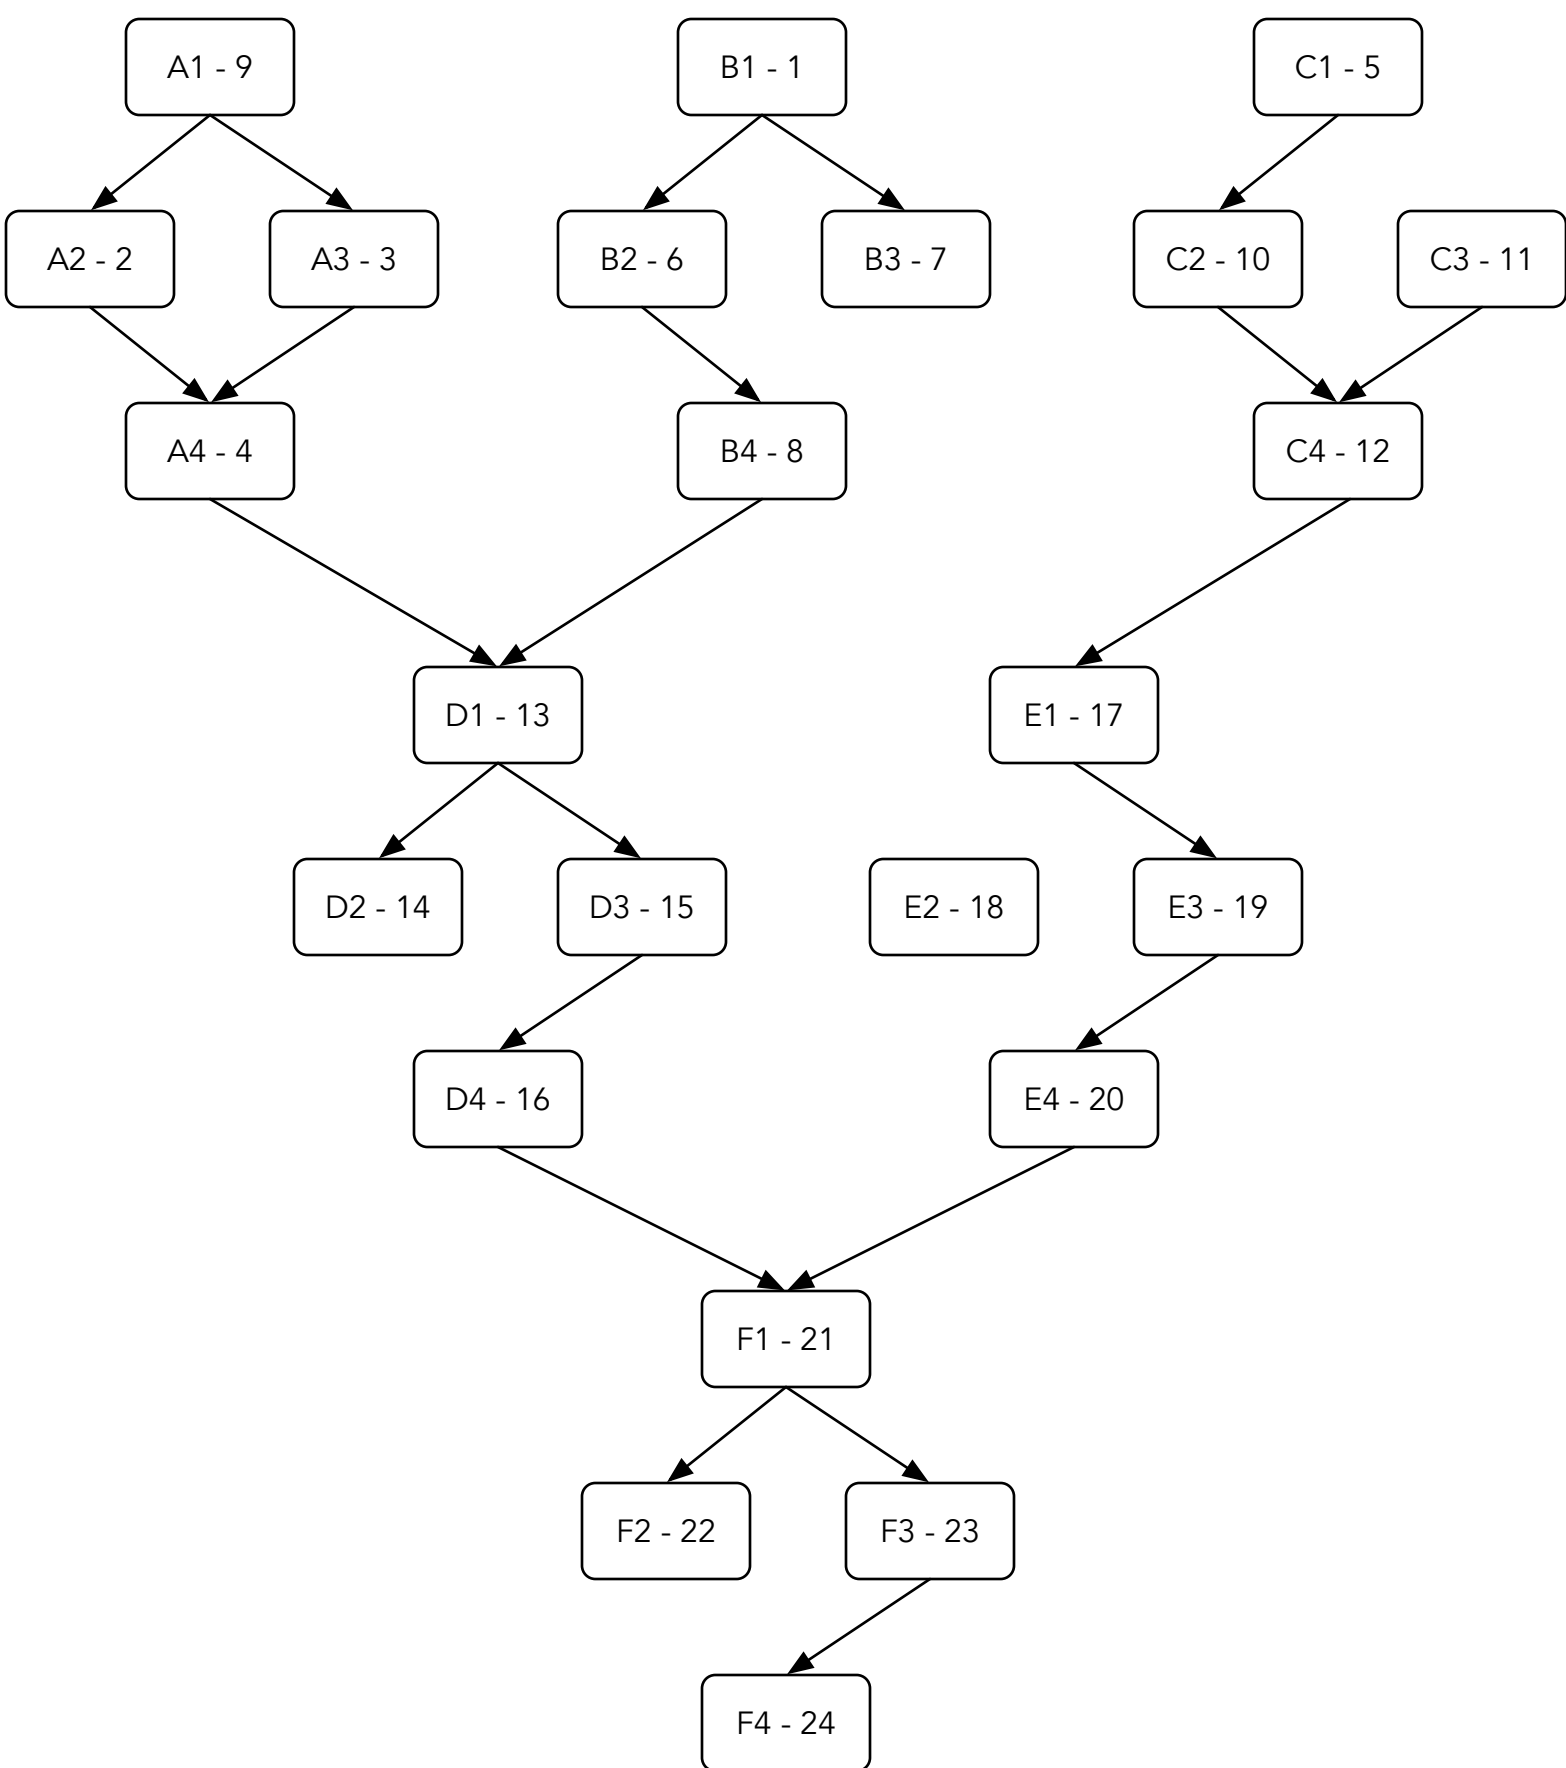 A1 - 9
B1 - 1
C1 - 5
A2 - 2
A3 - 3
B2 - 6
B3 - 7
C2 - 10
C3 - 11
A4 - 4
B4 - 8
C4 - 12
D1 - 13
E1 - 17
D2 - 14
D3 - 15
E2 - 18
E3 - 19
D4 - 16
E4 - 20
F1 - 21
F2 - 22
F3 - 23
F4 - 24